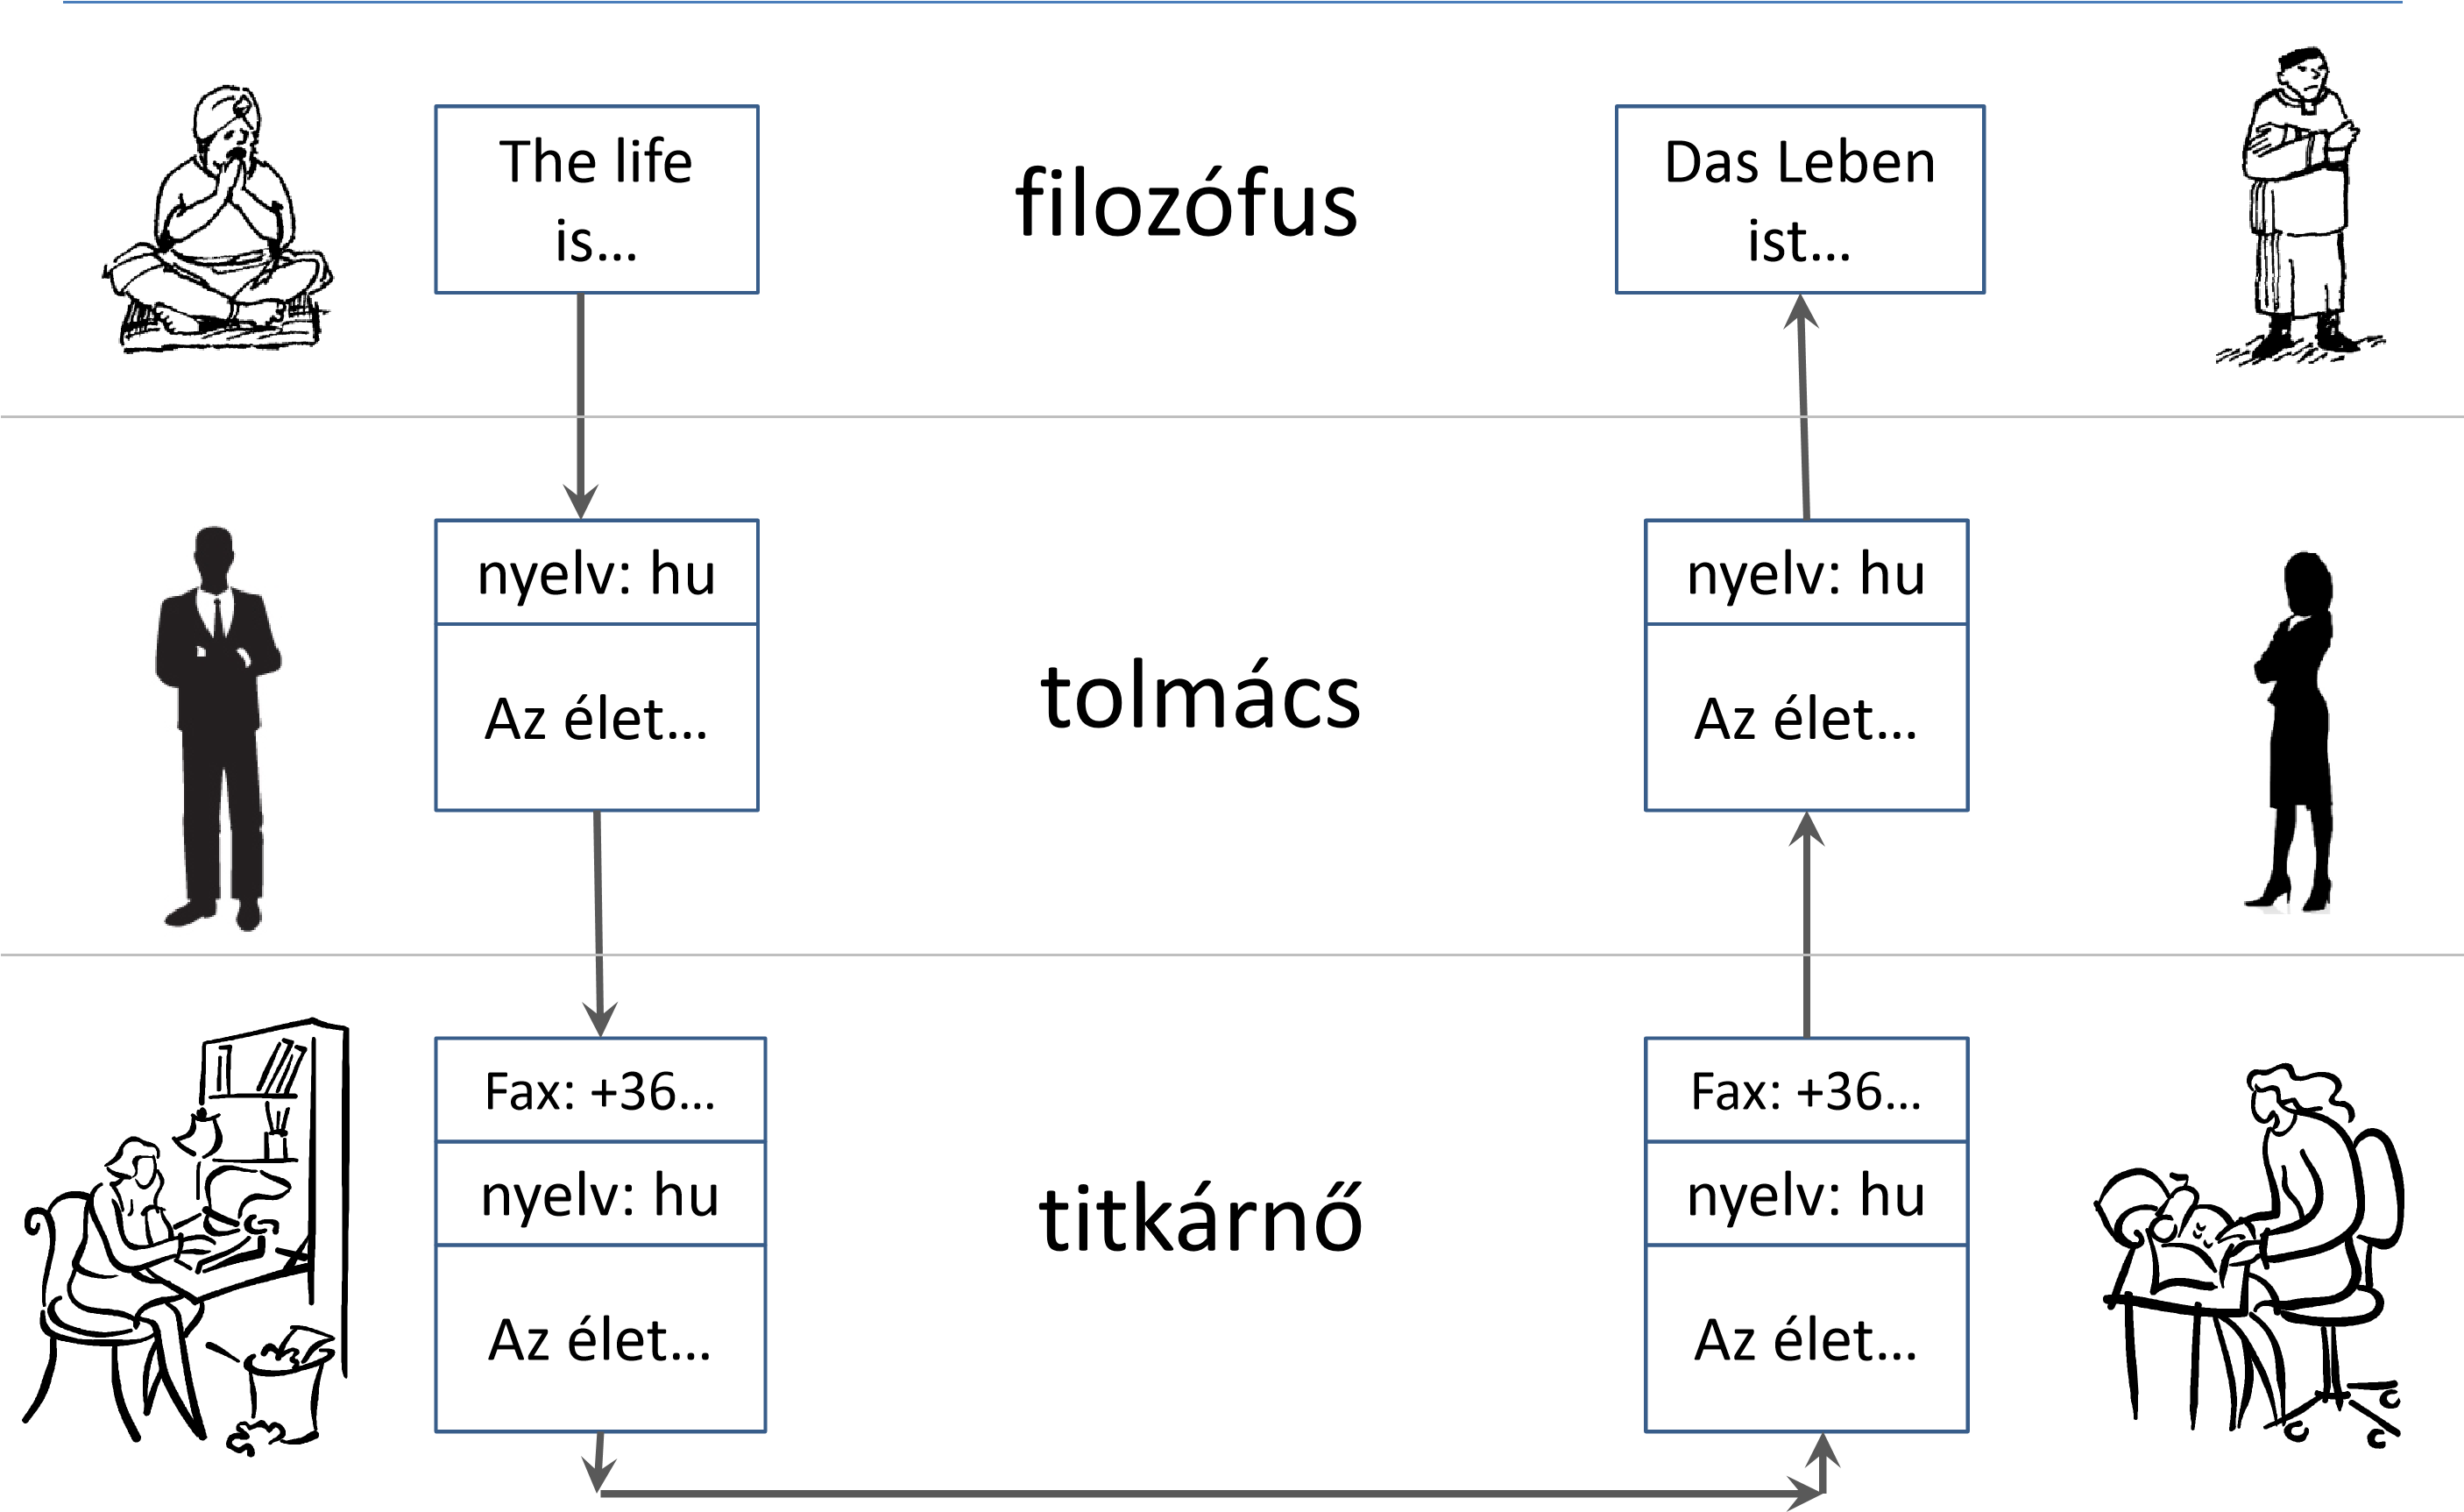 The life
is...
filozófus
Das Leben
ist...
nyelv: hu
Az élet...
tolmács
nyelv: hu
Az élet...
Fax: +36...
nyelv: hu
Az élet...
titkárnő
Fax: +36...
nyelv: hu
Az élet...